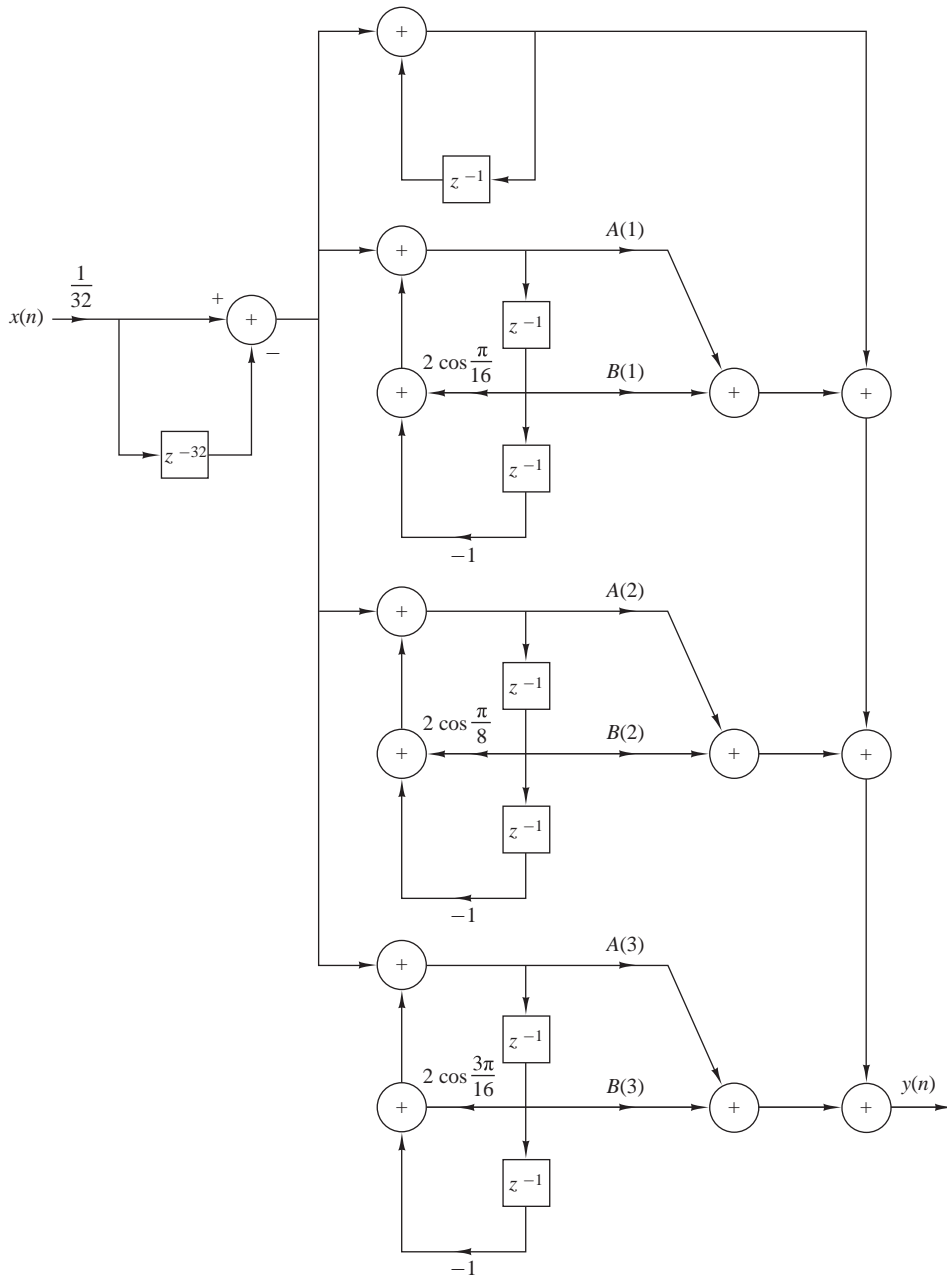 +
z⁻¹
+
A(1)
1/32
x(n)
+
+
−
z⁻¹
2 cos π/16
B(1)
+
+
+
z⁻³²
z⁻¹
−1
+
A(2)
z⁻¹
2 cos π/8
B(2)
+
+
+
z⁻¹
−1
+
A(3)
z⁻¹
2 cos 3π/16
B(3)
y(n)
+
+
+
z⁻¹
−1